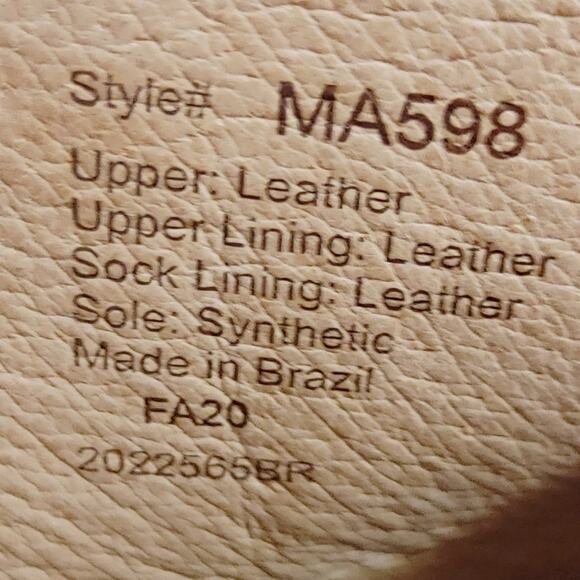 Style# MA598
Upper: Leather
Upper Lining: Leather
Sock Lining: Leather
Sole: Synthetic
Made in Brazil
FA20
2022565BR